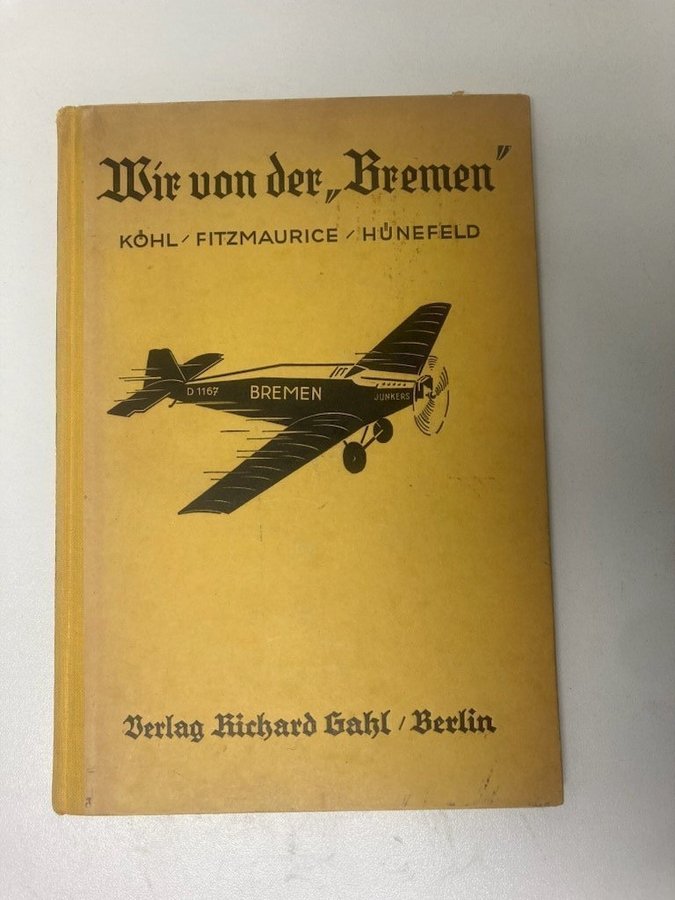 Wir von der „Bremen"
KÖHL / FITZMAURICE / HÜNEFELD
D 1167 BREMEN JUNKERS
Verlag Richard Gahl / Berlin